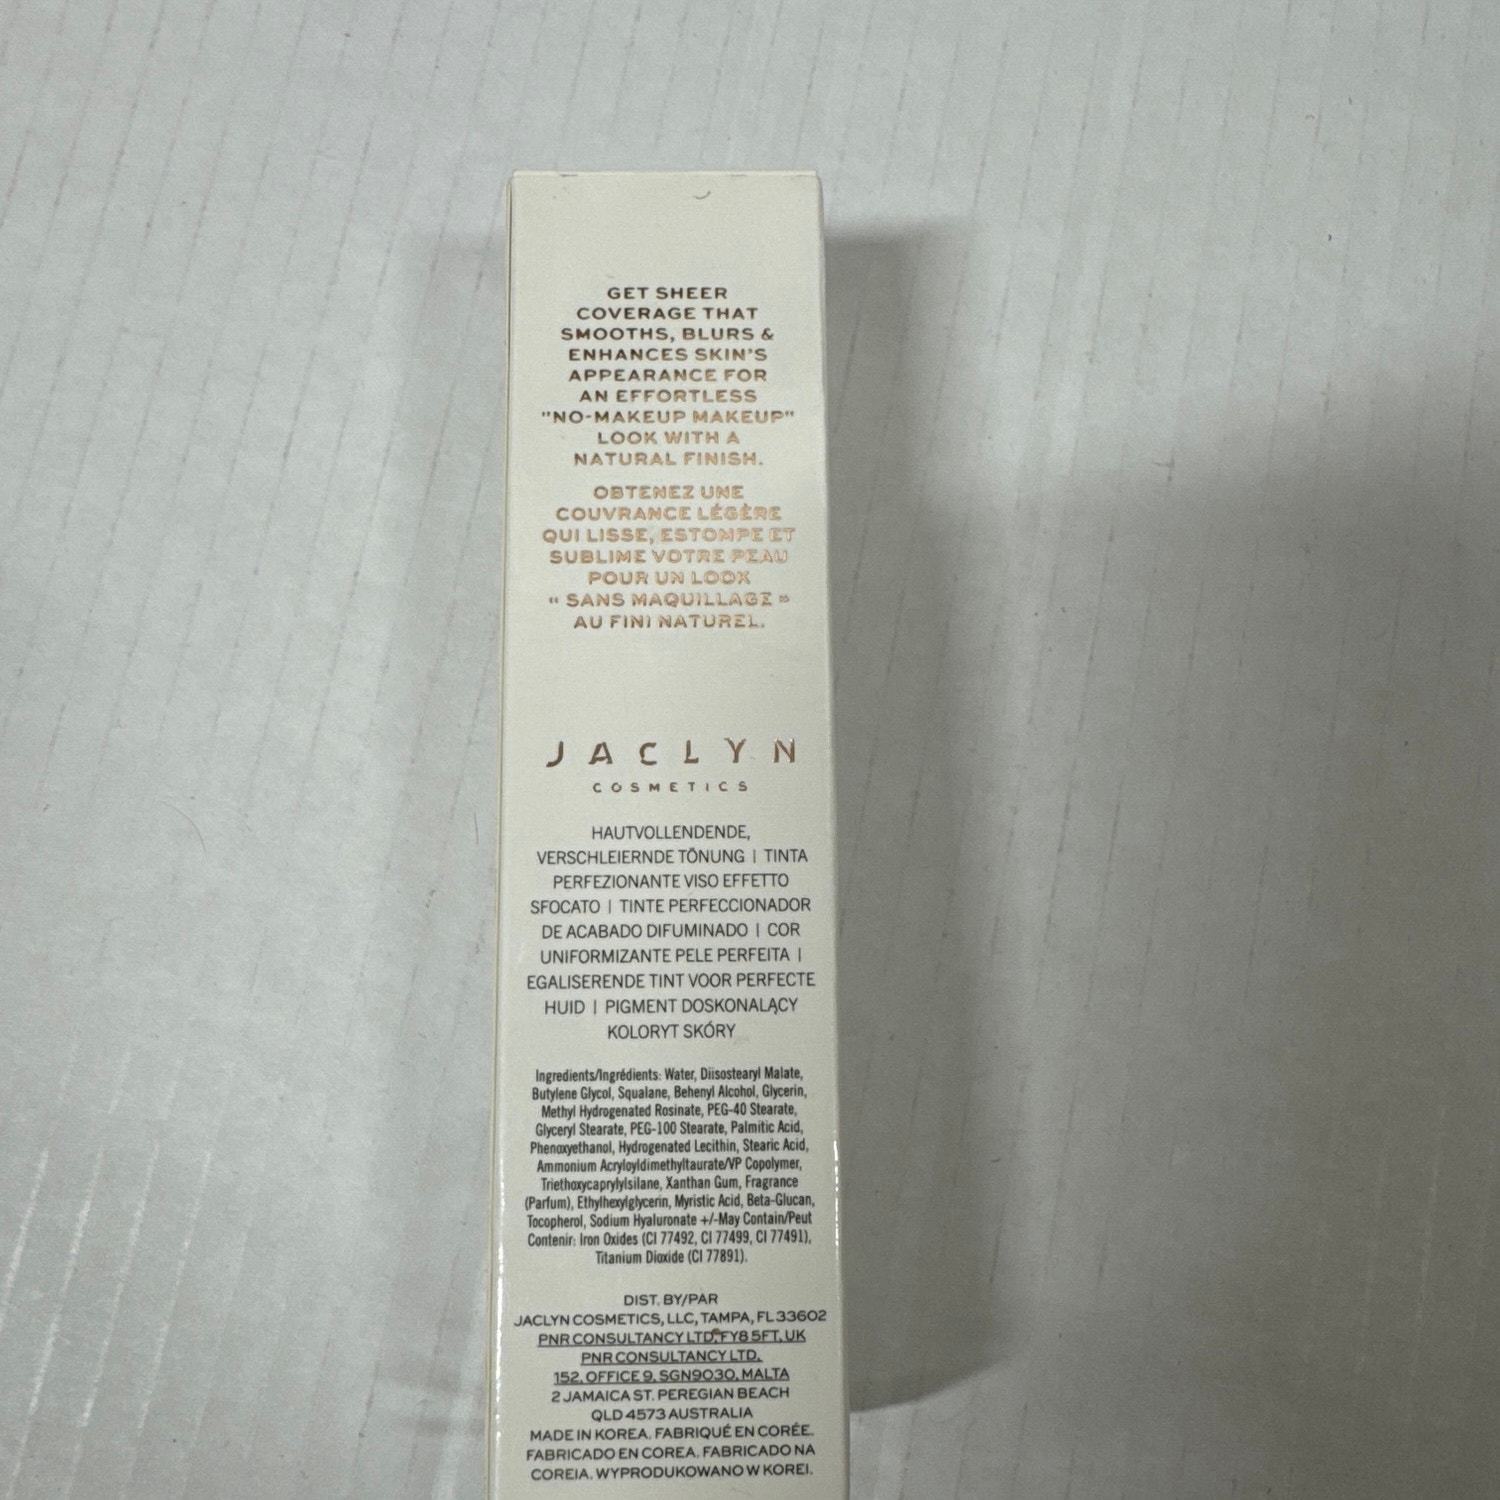 GET SHEER
COVERAGE THAT
SMOOTHS, BLURS &
ENHANCES SKIN'S
APPEARANCE FOR
AN EFFORTLESS
"NO-MAKEUP MAKEUP"
LOOK WITH A
NATURAL FINISH.
OBTENEZ UNE
COUVRANCE LÉGÈRE
QUI LISSE, ESTOMPE ET
SUBLIME VOTRE PEAU
POUR UN LOOK
« SANS MAQUILLAGE »
AU FINI NATUREL.
JACLYN
COSMETICS
HAUTVOLLENDENDE,
VERSCHLEIERNDE TÖNUNG | TINTA
PERFEZIONANTE VISO EFFETTO
SFOCATO | TINTE PERFECCIONADOR
DE ACABADO DIFUMINADO | COR
UNIFORMIZANTE PELE PERFEITA |
EGALISERENDE TINT VOOR PERFECTE
HUID | PIGMENT DOSKONALĄCY
KOLORYT SKÓRY
Ingredients/Ingrédients: Water, Diisostearyl Malate,
Butylene Glycol, Squalane, Behenyl Alcohol, Glycerin,
Methyl Hydrogenated Rosinate, PEG-40 Stearate,
Glyceryl Stearate, PEG-100 Stearate, Palmitic Acid,
Phenoxyethanol, Hydrogenated Lecithin, Stearic Acid,
Ammonium Acryloyldimethyltaurate/VP Copolymer,
Triethoxycaprylylsilane, Xanthan Gum, Fragrance
(Parfum), Ethylhexylglycerin, Myristic Acid, Beta-Glucan,
Tocopherol, Sodium Hyaluronate +/-May Contain/Peut
Contenir: Iron Oxides (CI 77492, CI 77499, CI 77491),
Titanium Dioxide (CI 77891).
DIST. BY/PAR
JACLYN COSMETICS, LLC, TAMPA, FL 33602
PNR CONSULTANCY LTD, FY8 5FT, UK
PNR CONSULTANCY LTD,
152, OFFICE 9, SGN9030, MALTA
2 JAMAICA ST. PEREGIAN BEACH
QLD 4573 AUSTRALIA
MADE IN KOREA. FABRIQUÉ EN CORÉE.
FABRICADO EN COREA. FABRICADO NA
COREIA. WYPRODUKOWANO W KOREI.